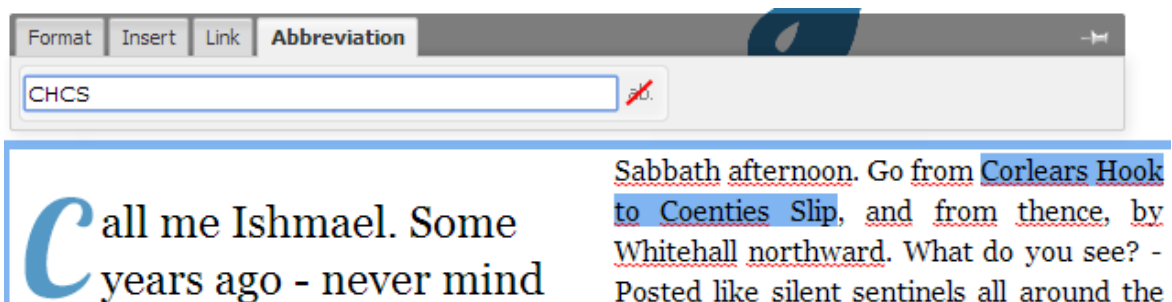 Format Insert Link Abbreviation
CHCS
ab.
Call me Ishmael. Some
years ago - never mind
Sabbath afternoon. Go from Corlears Hook
to Coenties Slip, and from thence, by
Whitehall northward. What do you see? -
Posted like silent sentinels all around the